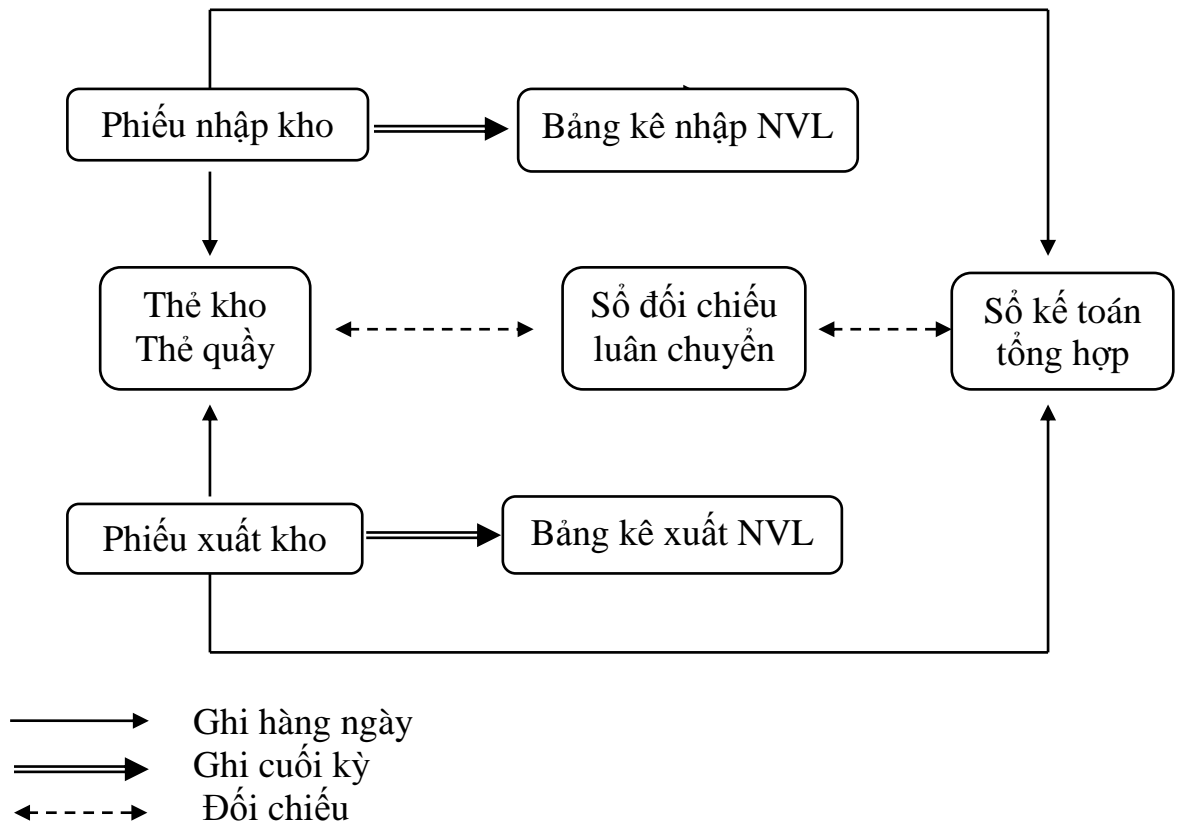 Phiếu nhập kho
Bảng kê nhập NVL
Thẻ kho
Thẻ quầy
Sổ đối chiếu
luân chuyển
Sổ kế toán
tổng hợp
Phiếu xuất kho
Bảng kê xuất NVL
Ghi hàng ngày
Ghi cuối kỳ
Đối chiếu